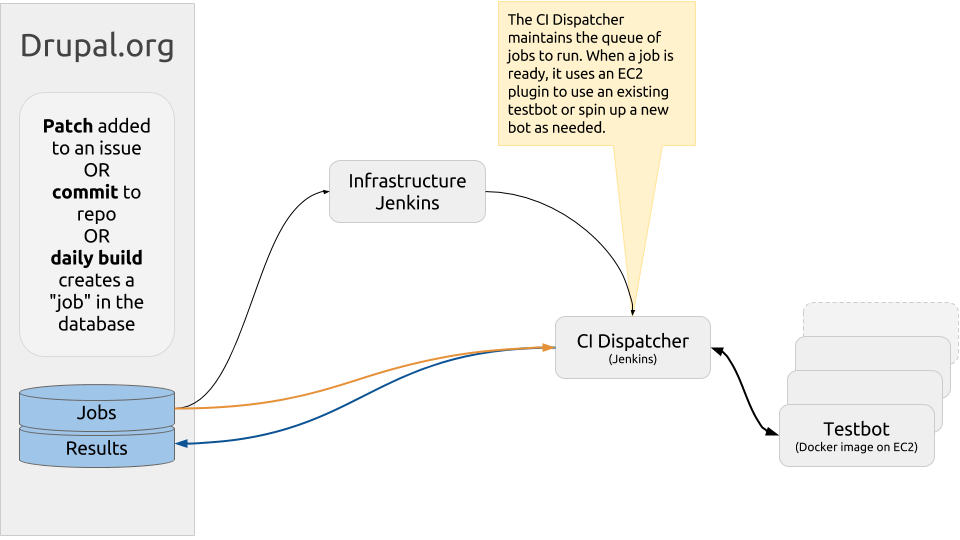 Drupal.org
Patch added
to an issue
OR
commit to
repo
OR
daily build
creates a
"job" in the
database
Jobs
Results
Infrastructure
Jenkins
The CI Dispatcher
maintains the queue of
jobs to run. When a job is
ready, it uses an EC2
plugin to use an existing
testbot or spin up a new
bot as needed.
CI Dispatcher
(Jenkins)
Testbot
(Docker image on EC2)